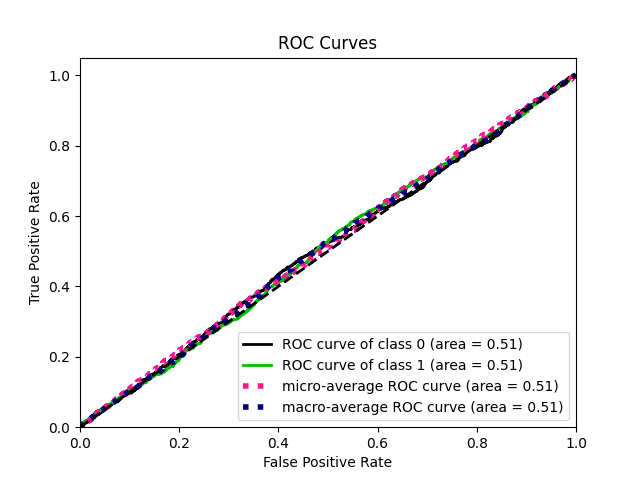 ROC Curves
True Positive Rate
1.0
0.8
0.6
0.4
0.2
0.0
ROC curve of class 0 (area = 0.51)
ROC curve of class 1 (area = 0.51)
micro-average ROC curve (area = 0.51)
macro-average ROC curve (area = 0.51)
0.0 0.2 0.4 0.6 0.8 1.0
False Positive Rate